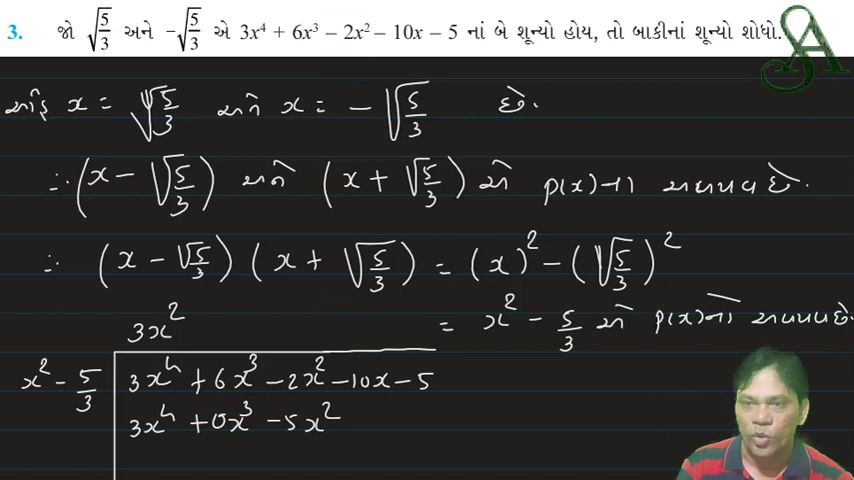 3. જો √(5/3) અને −√(5/3) એ 3x⁴ + 6x³ − 2x² − 10x − 5 નાં બે શૂન્યો હોય, તો બાકીનાં શૂન્યો શોધો.
અહીં x = √(5/3) અને x = −√(5/3) છે.
∴ (x − √(5/3)) અને (x + √(5/3)) એ p(x)ના અવયવ છે.
∴ (x − √(5/3)) (x + √(5/3)) = (x)² − (√(5/3))²
= x² − 5/3 એ p(x)નો અવયવ છે.
3x²
x² − 5/3 | 3x⁴ + 6x³ − 2x² − 10x − 5
3x⁴ + 0x³ − 5x²